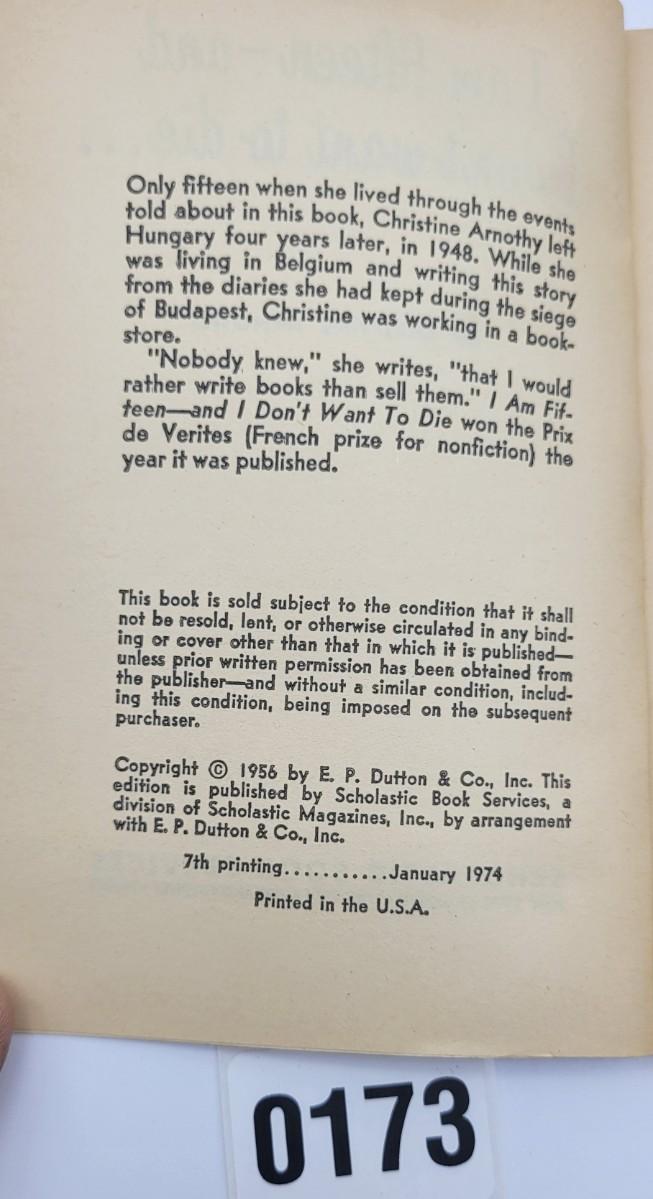 Only fifteen when she lived through the events
told about in this book, Christine Arnothy left
Hungary four years later, in 1948. While she
was living in Belgium and writing this story
from the diaries she had kept during the siege
of Budapest, Christine was working in a book-
store.
"Nobody knew," she writes, "that I would
rather write books than sell them." I Am Fif-
teen—and I Don't Want To Die won the Prix
de Verites (French prize for nonfiction) the
year it was published.
This book is sold subject to the condition that it shall
not be resold, lent, or otherwise circulated in any bind-
ing or cover other than that in which it is published—
unless prior written permission has been obtained from
the publisher—and without a similar condition, includ-
ing this condition, being imposed on the subsequent
purchaser.
Copyright © 1956 by E. P. Dutton & Co., Inc. This
edition is published by Scholastic Book Services, a
division of Scholastic Magazines, Inc., by arrangement
with E. P. Dutton & Co., Inc.
7th printing...........January 1974
Printed in the U.S.A.
0173